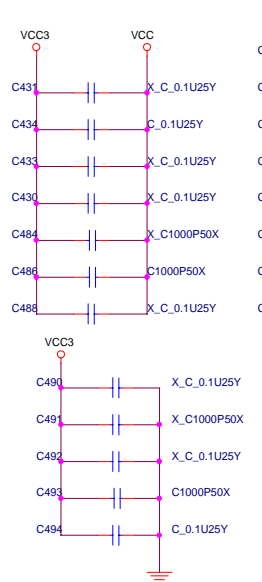 VCC3 VCC
C431 X_C_0.1U25Y
C434 C_0.1U25Y
C433 X_C_0.1U25Y
C430 X_C_0.1U25Y
C484 X_C1000P50X
C486 C1000P50X
C488 X_C_0.1U25Y
VCC3
C490 X_C_0.1U25Y
C491 X_C1000P50X
C492 X_C_0.1U25Y
C493 C1000P50X
C494 C_0.1U25Y